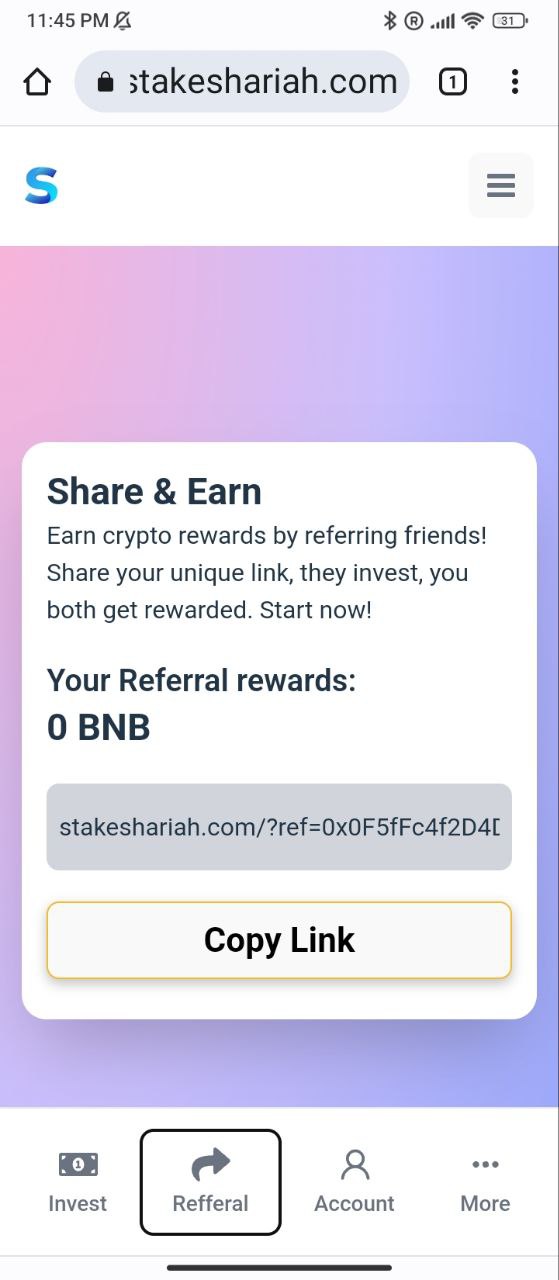 11:45 PM
R
31
stakeshariah.com
1
S
Share & Earn
Earn crypto rewards by referring friends!
Share your unique link, they invest, you
both get rewarded. Start now!
Your Referral rewards:
0 BNB
stakeshariah.com/?ref=0x0F5fFc4f2D4D
Copy Link
1
Invest
Refferal
Account
More